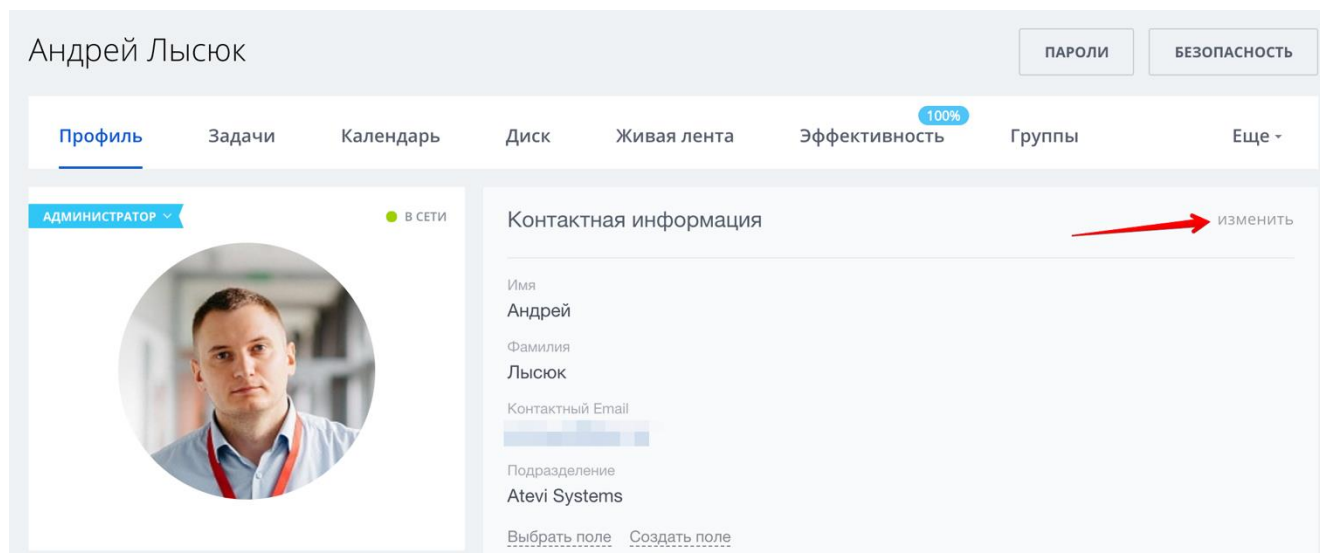 Андрей Лысюк
ПАРОЛИ
БЕЗОПАСНОСТЬ
100%
Профиль Задачи Календарь Диск Живая лента Эффективность Группы Еще
АДМИНИСТРАТОР
В СЕТИ
Контактная информация
изменить
Имя
Андрей
Фамилия
Лысюк
Контактный Email
Подразделение
Atevi Systems
Выбрать поле Создать поле